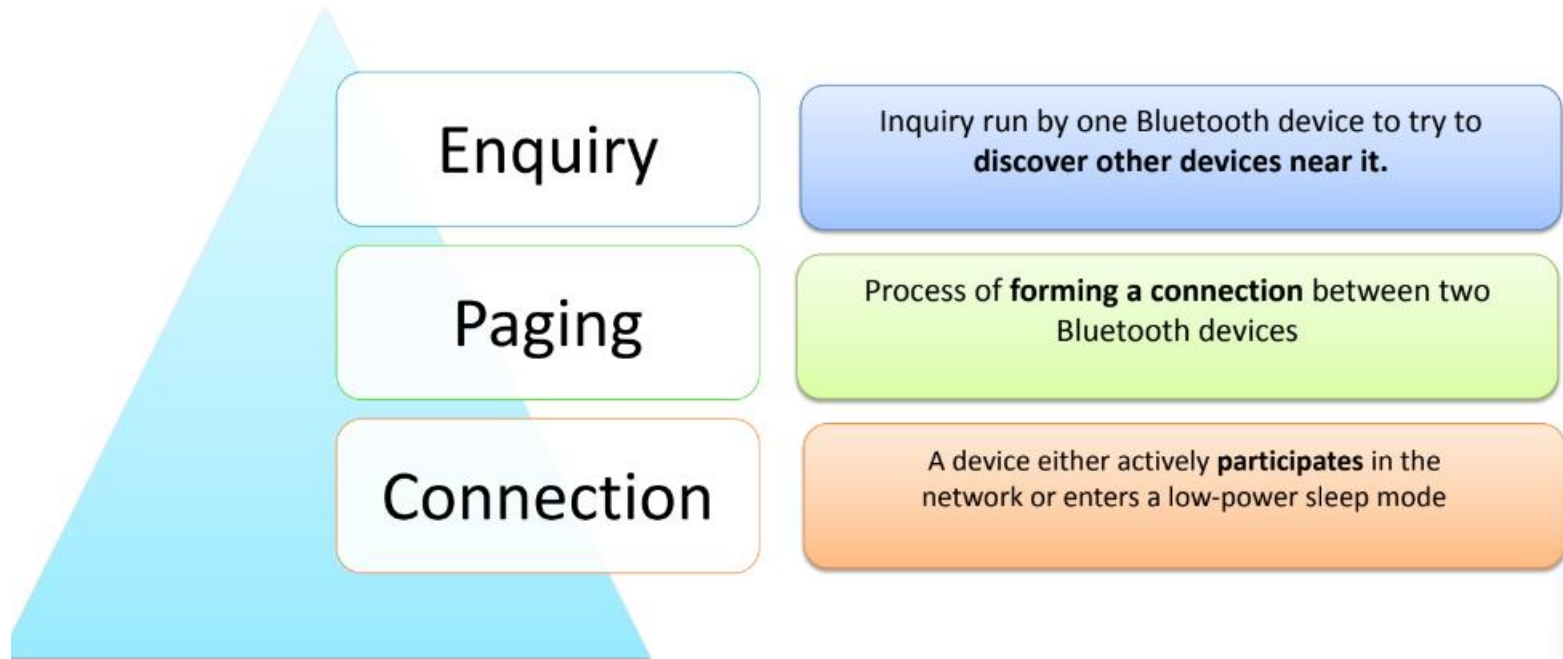 Enquiry
Inquiry run by one Bluetooth device to try to
discover other devices near it.
Paging
Process of forming a connection between two
Bluetooth devices
Connection
A device either actively participates in the
network or enters a low-power sleep mode